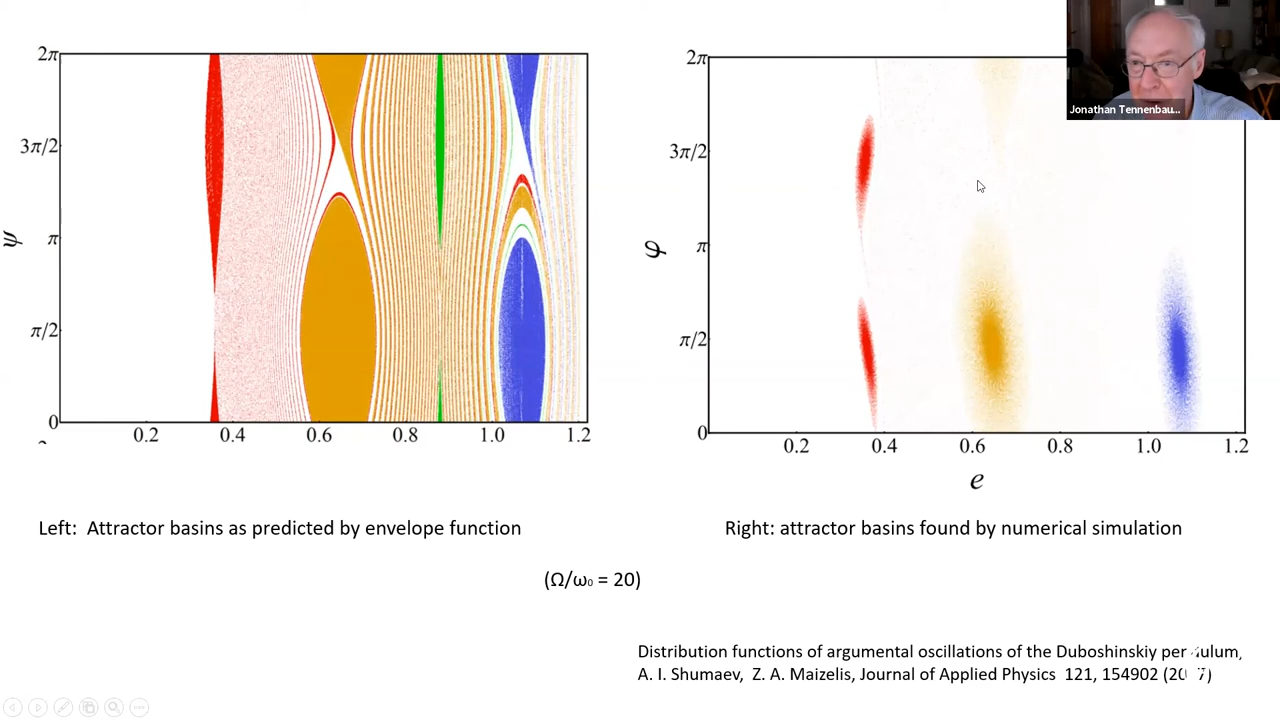 2π
3π/2
π
π/2
0
ψ
0.2 0.4 0.6 0.8 1.0 1.2
2π
3π/2
π
π/2
0
φ
0.2 0.4 0.6 0.8 1.0 1.2
e
Jonathan Tennenbau...
Left: Attractor basins as predicted by envelope function
Right: attractor basins found by numerical simulation
(Ω/ω₀ = 20)
Distribution functions of argumental oscillations of the Duboshinskiy
A. I. Shumaev, Z. A. Maizelis, Journal of Applied Physics 121, 154902